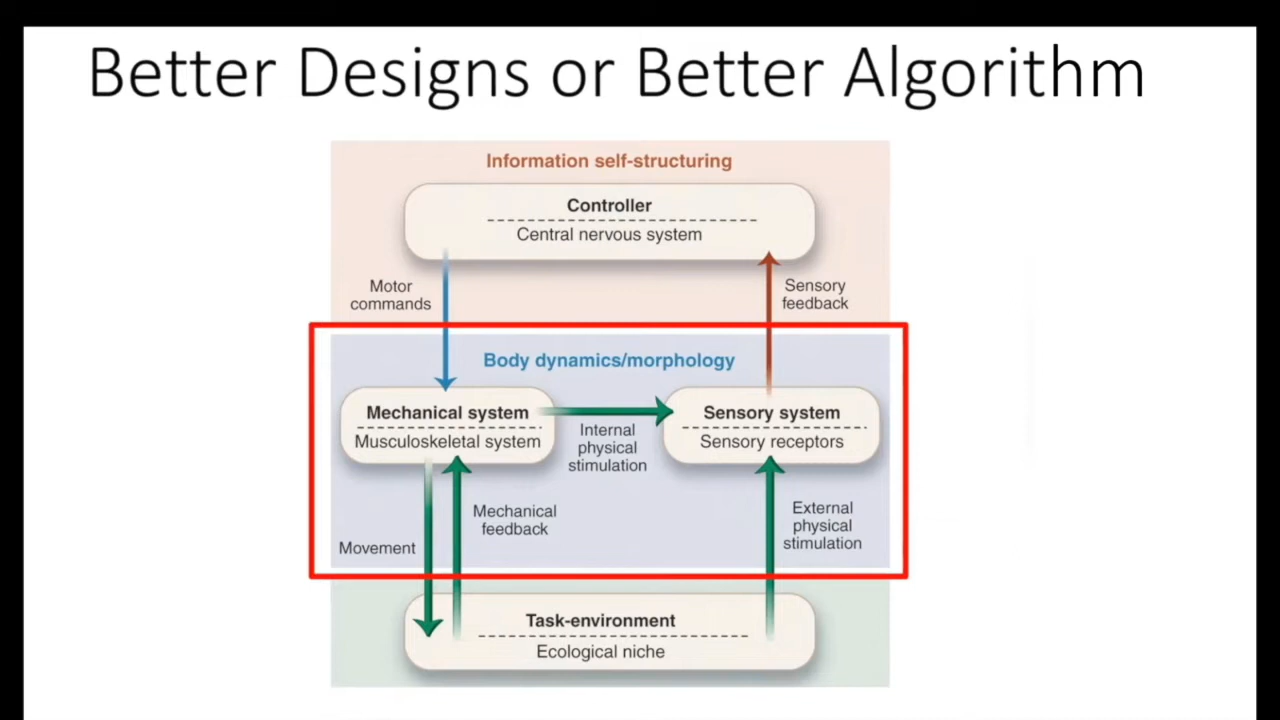 Better Designs or Better Algorithm
Information self-structuring
Controller
Central nervous system
Motor
commands
Sensory
feedback
Body dynamics/morphology
Mechanical system
Musculoskeletal system
Internal
physical
stimulation
Sensory system
Sensory receptors
Movement
Mechanical
feedback
External
physical
stimulation
Task-environment
Ecological niche